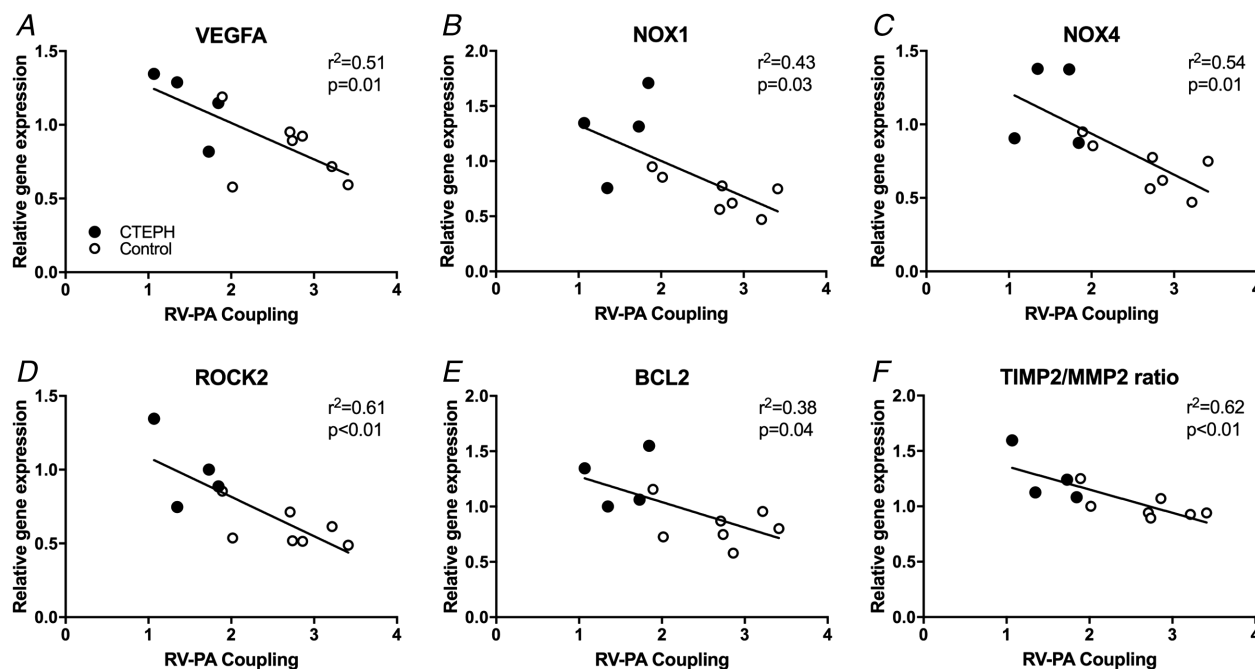 A
VEGFA
r²=0.51
p=0.01
1.5
1.0
0.5
0.0
Relative gene expression
CTEPH
Control
0 1 2 3 4
RV-PA Coupling
B
NOX1
r²=0.43
p=0.03
2.0
1.5
1.0
0.5
0.0
Relative gene expression
0 1 2 3 4
RV-PA Coupling
C
NOX4
r²=0.54
p=0.01
1.5
1.0
0.5
0.0
Relative gene expression
0 1 2 3 4
RV-PA Coupling
D
ROCK2
r²=0.61
p<0.01
1.5
1.0
0.5
0.0
Relative gene expression
0 1 2 3 4
RV-PA Coupling
E
BCL2
r²=0.38
p=0.04
2.0
1.5
1.0
0.5
0.0
Relative gene expression
0 1 2 3 4
RV-PA Coupling
F
TIMP2/MMP2 ratio
r²=0.62
p<0.01
2.0
1.5
1.0
0.5
0.0
Relative gene expression
0 1 2 3 4
RV-PA Coupling